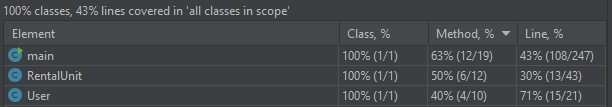 100% classes, 43% lines covered in 'all classes in scope'
Element Class, % Method, % Line, %
main 100% (1/1) 63% (12/19) 43% (108/247)
RentalUnit 100% (1/1) 50% (6/12) 30% (13/43)
User 100% (1/1) 40% (4/10) 71% (15/21)